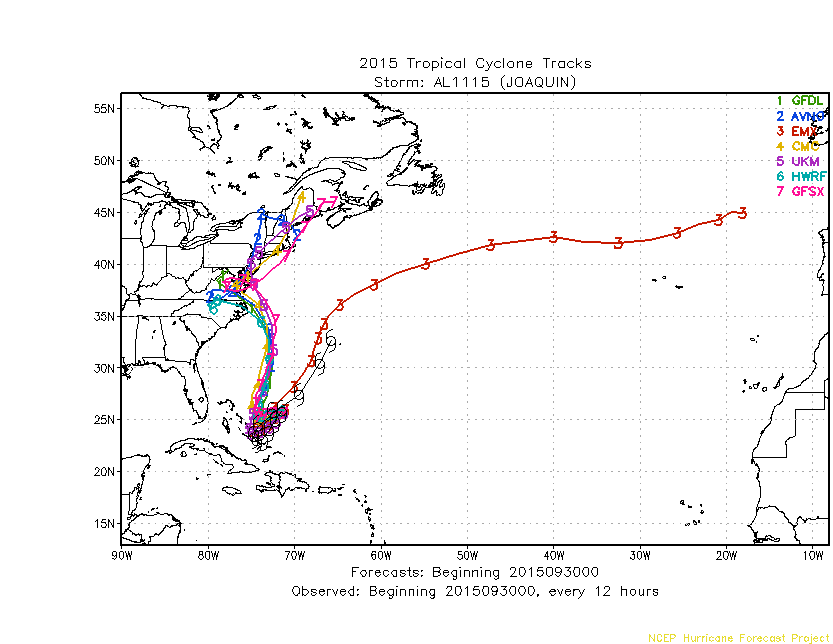 2015 Tropical Cyclone Tracks
Storm: AL1115 (JOAQUIN)
1 GFDL
2 AVNO
3 EMX
4 CMC
5 UKM
6 HWRF
7 GFSX
55N
50N
45N
40N
35N
30N
25N
20N
15N
90W 80W 70W 60W 50W 40W 30W 20W 10W
Forecasts: Beginning 2015093000
Observed: Beginning 2015093000, every 12 hours
NCEP Hurricane Forecast Project